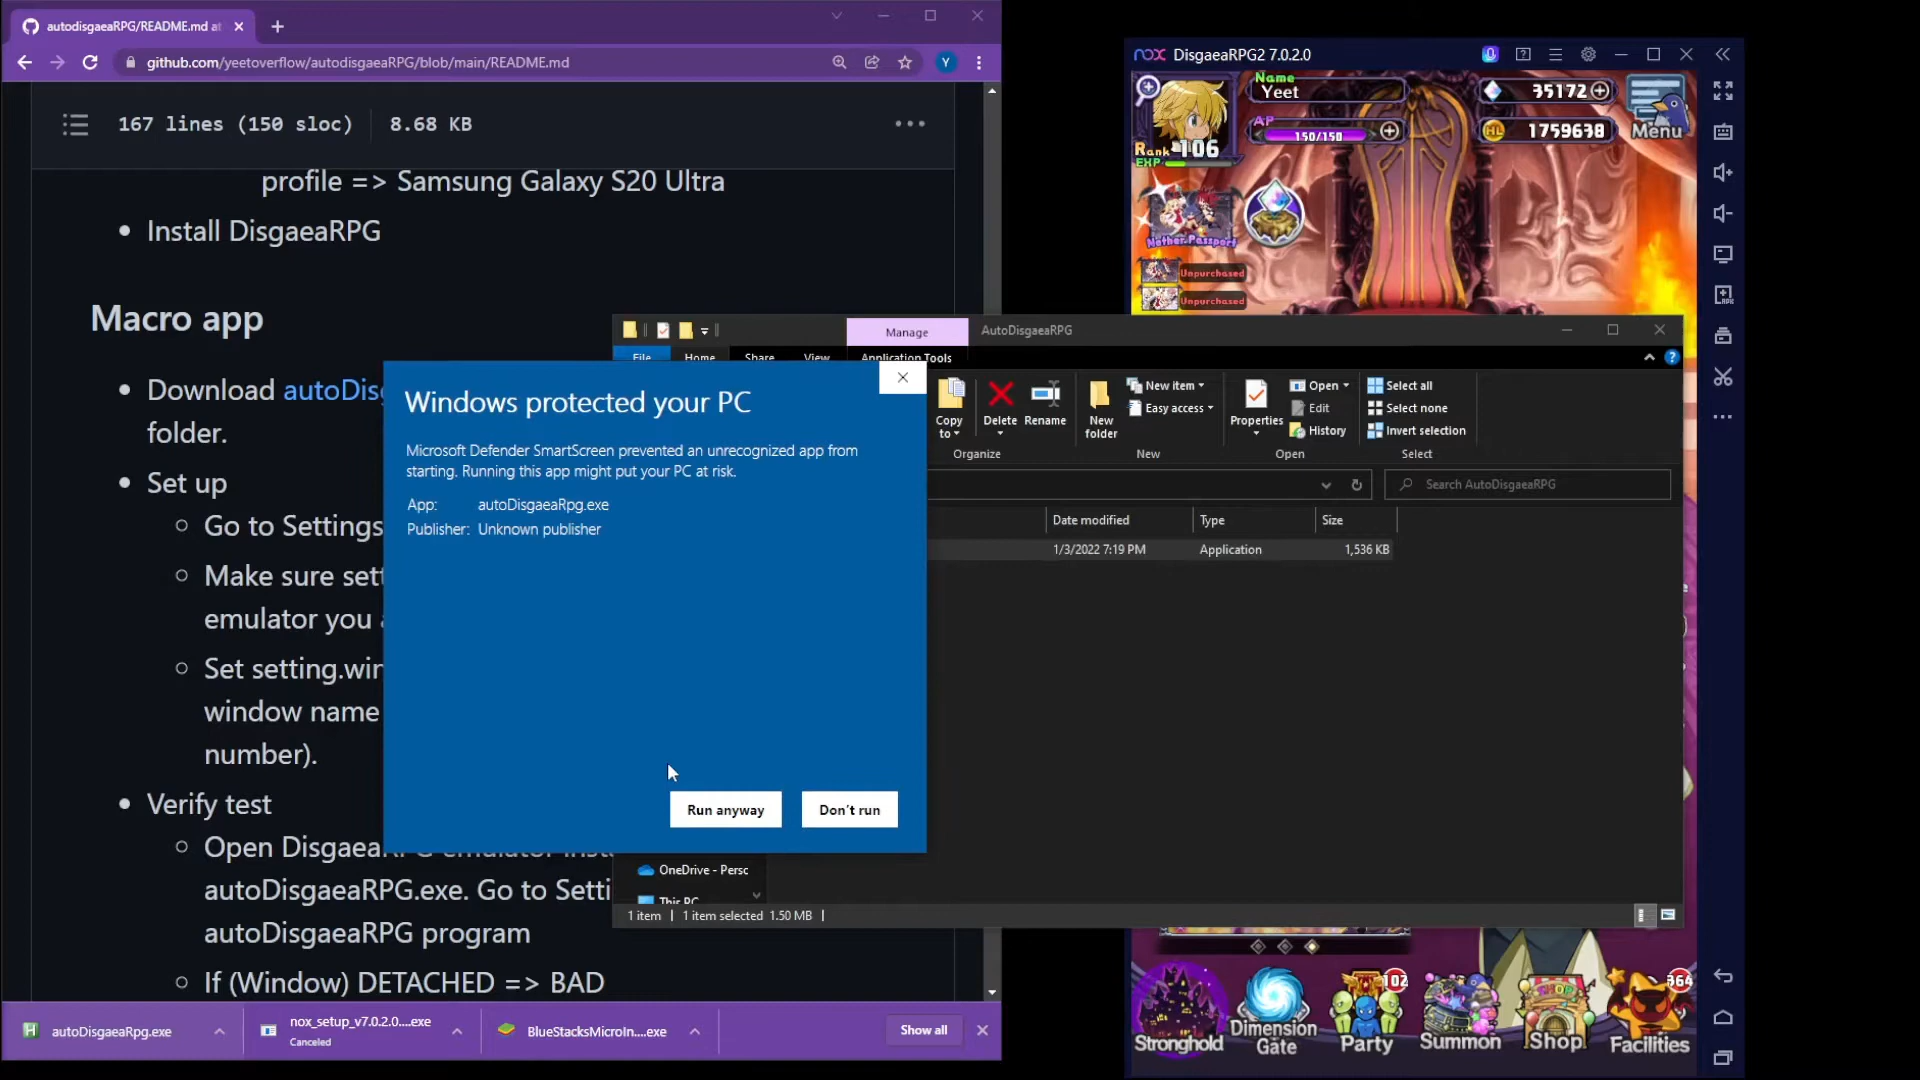 autodisgaeaRPG/README.md at
github.com/yeetoverflow/autodisgaeaRPG/blob/main/README.md
Y
167 lines (150 sloc)
8.68 KB
profile => Samsung Galaxy S20 Ultra
Install DisgaeaRPG
Macro app
Download autoDisg
folder.
Set up
Go to Settings
Make sure sett
emulator you a
Set setting.win
window name
number).
Verify test
Open DisgaeaRPG emulator insta
autoDisgaeaRPG.exe. Go to Setti
autoDisgaeaRPG program
If (Window) DETACHED => BAD
autoDisgaeaRpg.exe
nox_setup_v7.0.2.0....exe
Canceled
BlueStacksMicroIn....exe
Show all
Windows protected your PC
Microsoft Defender SmartScreen prevented an unrecognized app from
starting. Running this app might put your PC at risk.
App: autoDisgaeaRpg.exe
Publisher: Unknown publisher
Run anyway
Don't run
Manage
AutoDisgaeaRPG
File
Home
Share
View
Application Tools
Copy
to
Delete
Rename
New
folder
New item
Easy access
Properties
Open
Edit
History
Select all
Select none
Invert selection
Organize
New
Open
Select
Search AutoDisgaeaRPG
Date modified
Type
Size
1/3/2022 7:19 PM
Application
1,536 KB
OneDrive - Persc
This PC
1 item
1 item selected 1.50 MB
nox DisgaeaRPG2 7.0.2.0
Name
Yeet
AP
150/150
Rank 106
EXP
35172
HL
1759638
Menu
Nether Passport
Unpurchased
Unpurchased
102
364
SHOP
Stronghold
Dimension
Gate
Party
Summon
Shop
Facilities